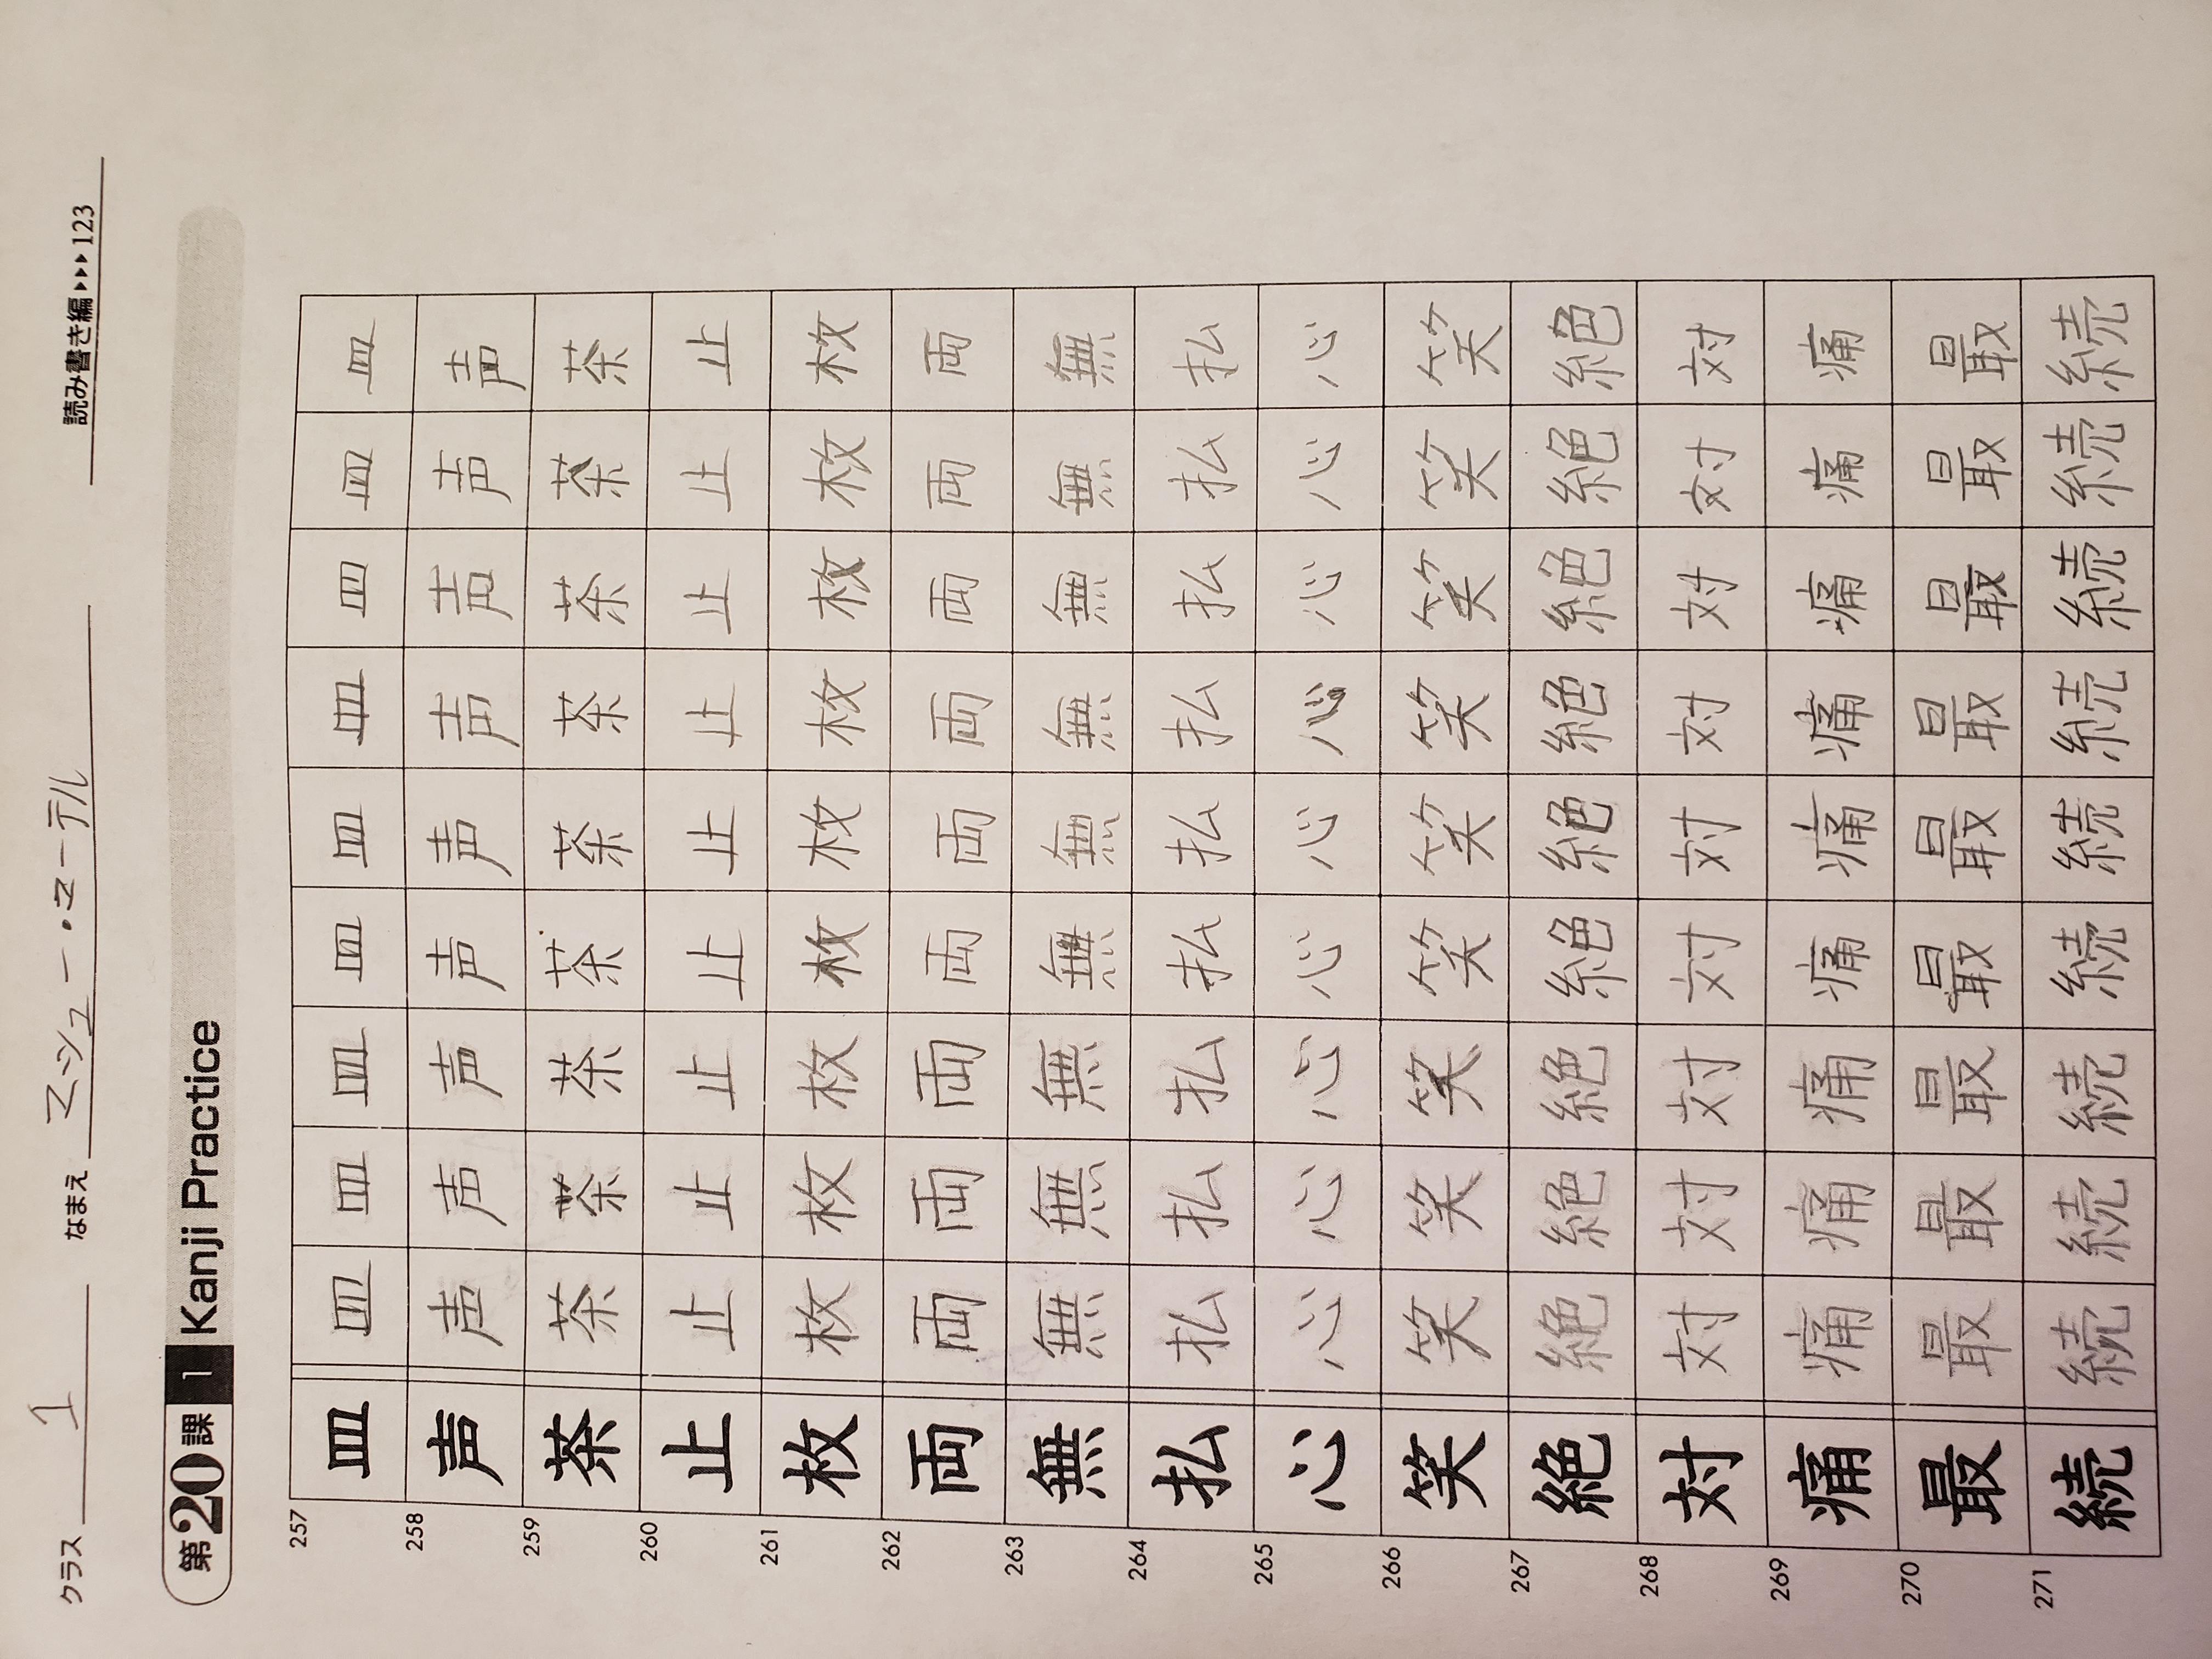 クラス 1 なまえ マシュー・マーテル 読み書き編▶▶▶123
第20課 1 Kanji Practice
257 皿 皿 皿 皿 皿 皿 皿 皿 皿 皿
258 声 声 声 声 声 声 声 声 声 声
259 茶 茶 茶 茶 茶 茶 茶 茶 茶 茶
260 止 止 止 止 止 止 止 止 止 止
261 枚 枚 枚 枚 枚 枚 枚 枚 枚 枚
262 両 両 両 両 両 両 両 両 両 両
263 無 無 無 無 無 無 無 無 無 無
264 払 払 払 払 払 払 払 払 払 払
265 心 心 心 心 心 心 心 心 心 心
266 笑 笑 笑 笑 笑 笑 笑 笑 笑 笑
267 絶 絶 絶 絶 絶 絶 絶 絶 絶 絶
268 対 対 対 対 対 対 対 対 対 対
269 痛 痛 痛 痛 痛 痛 痛 痛 痛 痛
270 最 最 最 最 最 最 最 最 最 最
271 続 続 続 続 続 続 続 続 続 続